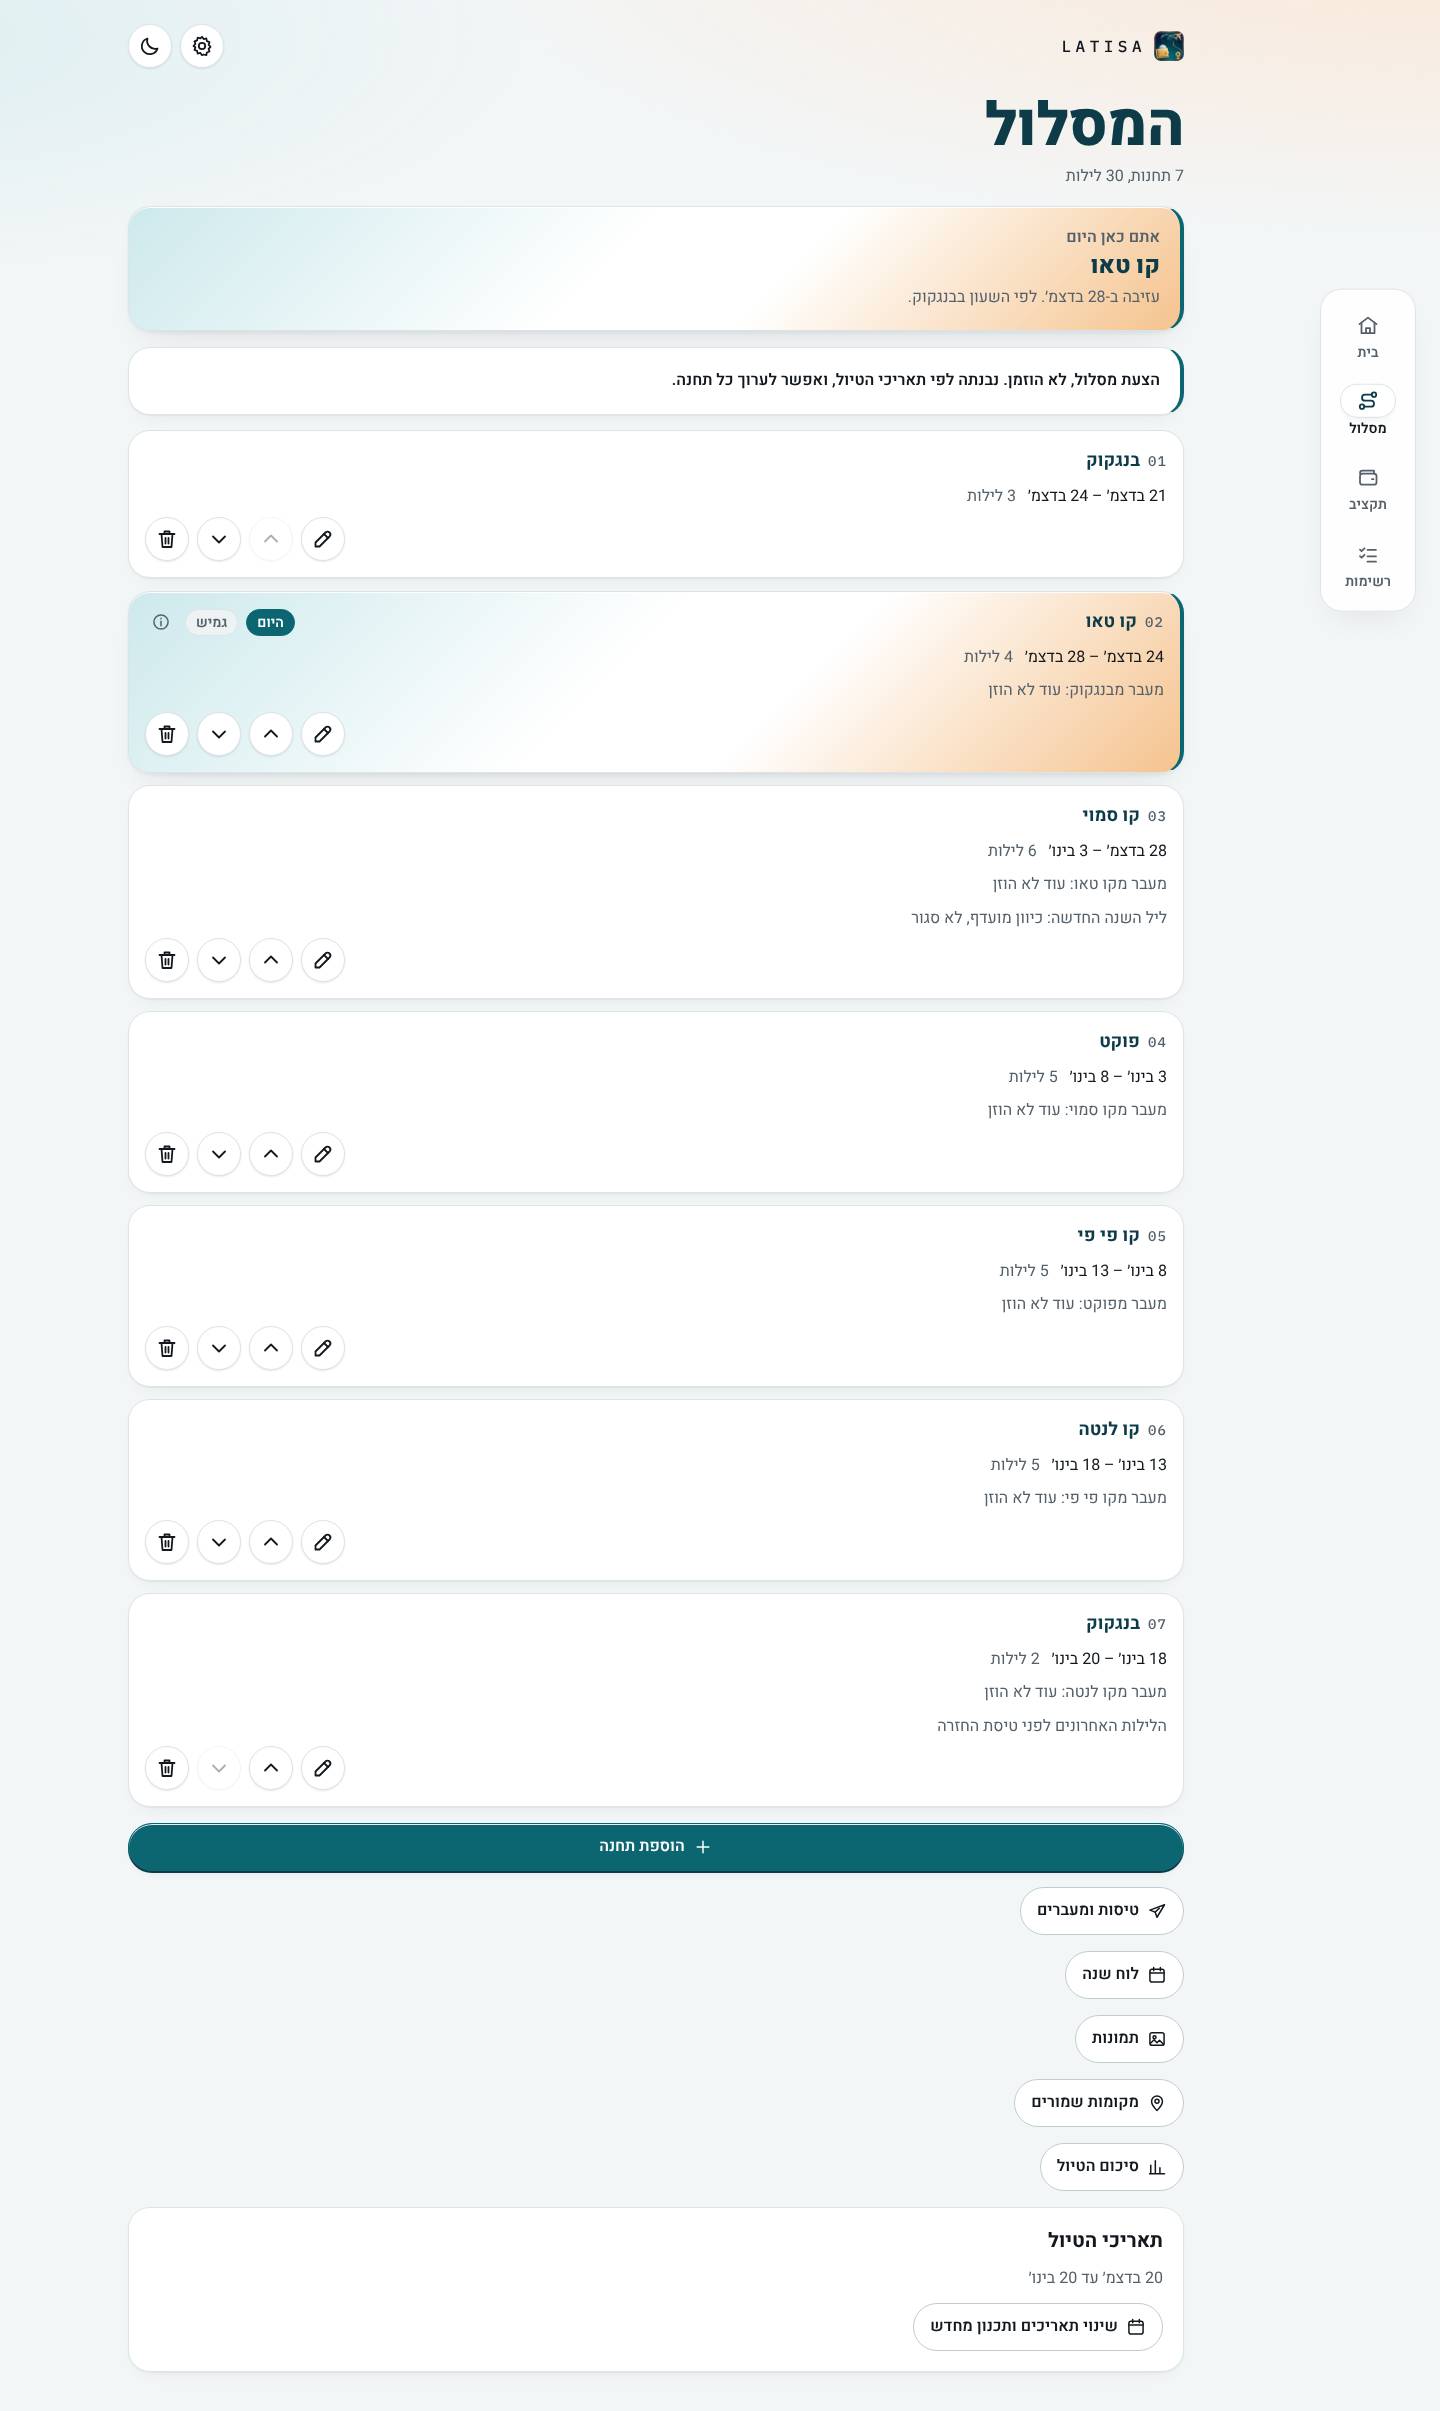 LATISA
המסלול
7 תחנות, 30 לילות
אתם כאן היום
קו טאו
עזיבה ב-28 בדצמ׳. לפי השעון בבנגקוק.
הצעת מסלול, לא הוזמן. נבנתה לפי תאריכי הטיול, ואפשר לערוך כל תחנה.
01 בנגקוק
21 בדצמ׳ – 24 בדצמ׳ 3 לילות
02 קו טאו היום גמיש
24 בדצמ׳ – 28 בדצמ׳ 4 לילות
מעבר מבנגקוק: עוד לא הוזן
03 קו סמוי
28 בדצמ׳ – 3 בינו׳ 6 לילות
מעבר מקו טאו: עוד לא הוזן
ליל השנה החדשה: כיוון מועדף, לא סגור
04 פוקט
3 בינו׳ – 8 בינו׳ 5 לילות
מעבר מקו סמוי: עוד לא הוזן
05 קו פי פי
8 בינו׳ – 13 בינו׳ 5 לילות
מעבר מפוקט: עוד לא הוזן
06 קו לנטה
13 בינו׳ – 18 בינו׳ 5 לילות
מעבר מקו פי פי: עוד לא הוזן
07 בנגקוק
18 בינו׳ – 20 בינו׳ 2 לילות
מעבר מקו לנטה: עוד לא הוזן
הלילות האחרונים לפני טיסת החזרה
הוספת תחנה
טיסות ומעברים
לוח שנה
תמונות
מקומות שמורים
סיכום הטיול
תאריכי הטיול
20 בדצמ׳ עד 20 בינו׳
שינוי תאריכים ותכנון מחדש
בית
מסלול
תקציב
רשימות